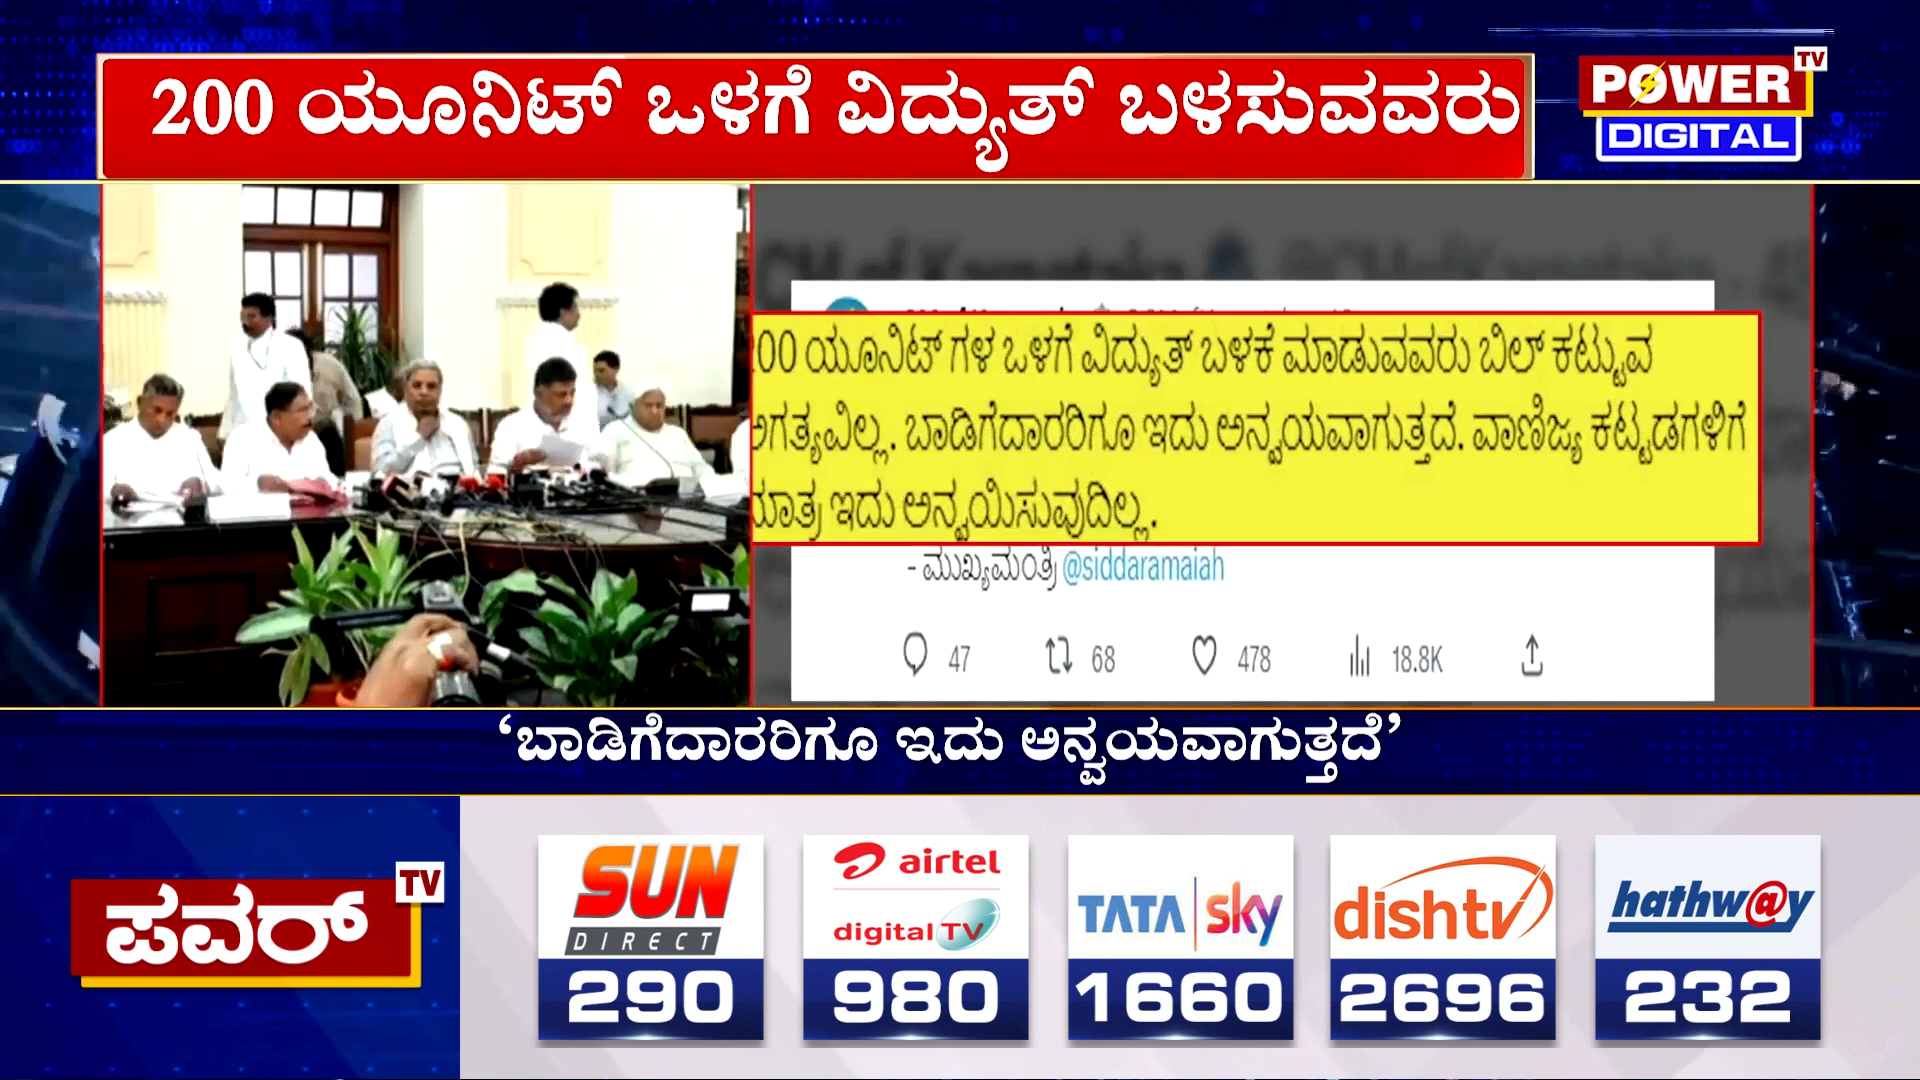 200 ಯೂನಿಟ್ ಒಳಗೆ ವಿದ್ಯುತ್ ಬಳಸುವವರು
POWER TV
DIGITAL
00 ಯೂನಿಟ್ ಗಳ ಒಳಗೆ ವಿದ್ಯುತ್ ಬಳಕೆ ಮಾಡುವವರು ಬಿಲ್ ಕಟ್ಟುವ
ಅಗತ್ಯವಿಲ್ಲ. ಬಾಡಿಗೆದಾರರಿಗೂ ಇದು ಅನ್ವಯವಾಗುತ್ತದೆ. ವಾಣಿಜ್ಯ ಕಟ್ಟಡಗಳಿಗೆ
ಮಾತ್ರ ಇದು ಅನ್ವಯಿಸುವುದಿಲ್ಲ.
- ಮುಖ್ಯಮಂತ್ರಿ @siddaramaiah
47 68 478 18.8K
‘ಬಾಡಿಗೆದಾರರಿಗೂ ಇದು ಅನ್ವಯವಾಗುತ್ತದೆ’
ಪವರ್ TV
SUN DIRECT 290
airtel digital TV 980
TATA sky 1660
dishtv 2696
hathw@y 232